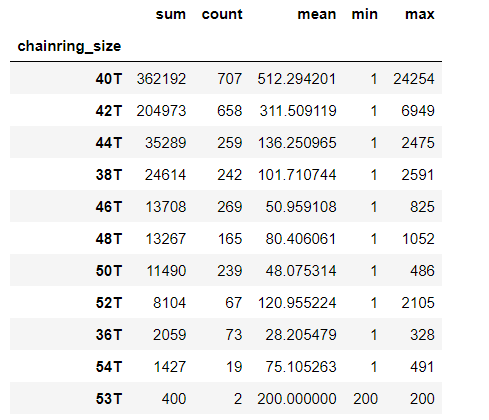 sum count mean min max
chainring_size
40T 362192 707 512.294201 1 24254
42T 204973 658 311.509119 1 6949
44T 35289 259 136.250965 1 2475
38T 24614 242 101.710744 1 2591
46T 13708 269 50.959108 1 825
48T 13267 165 80.406061 1 1052
50T 11490 239 48.075314 1 486
52T 8104 67 120.955224 1 2105
36T 2059 73 28.205479 1 328
54T 1427 19 75.105263 1 491
53T 400 2 200.000000 200 200